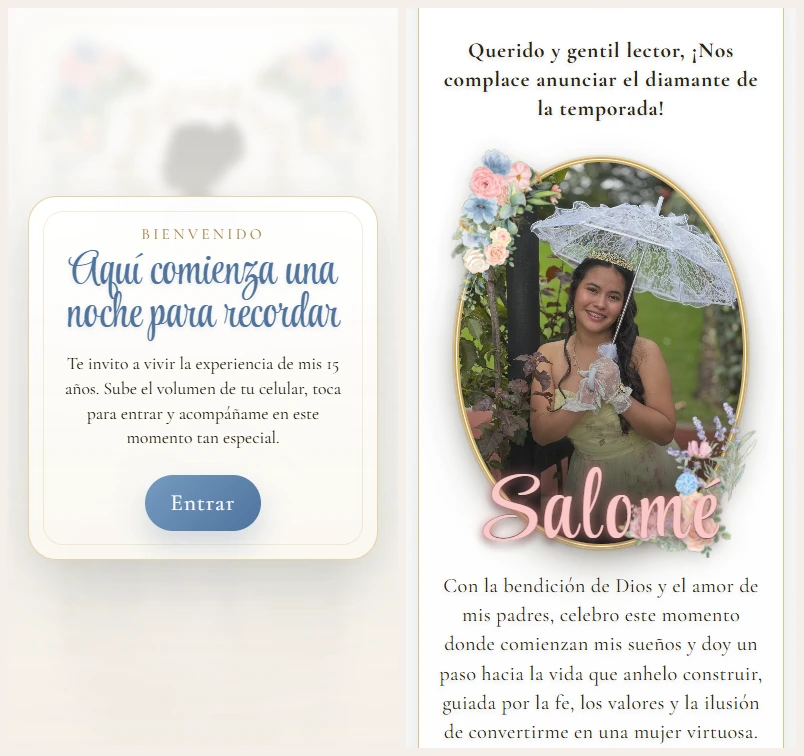 BIENVENIDO
Aquí comienza una
noche para recordar
Te invito a vivir la experiencia de mis 15
años. Sube el volumen de tu celular, toca
para entrar y acompáñame en este
momento tan especial.
Entrar
Querido y gentil lector, ¡Nos
complace anunciar el diamante de
la temporada!
Salomé
Con la bendición de Dios y el amor de
mis padres, celebro este momento
donde comienzan mis sueños y doy un
paso hacia la vida que anhelo construir,
guiada por la fe, los valores y la ilusión
de convertirme en una mujer virtuosa.